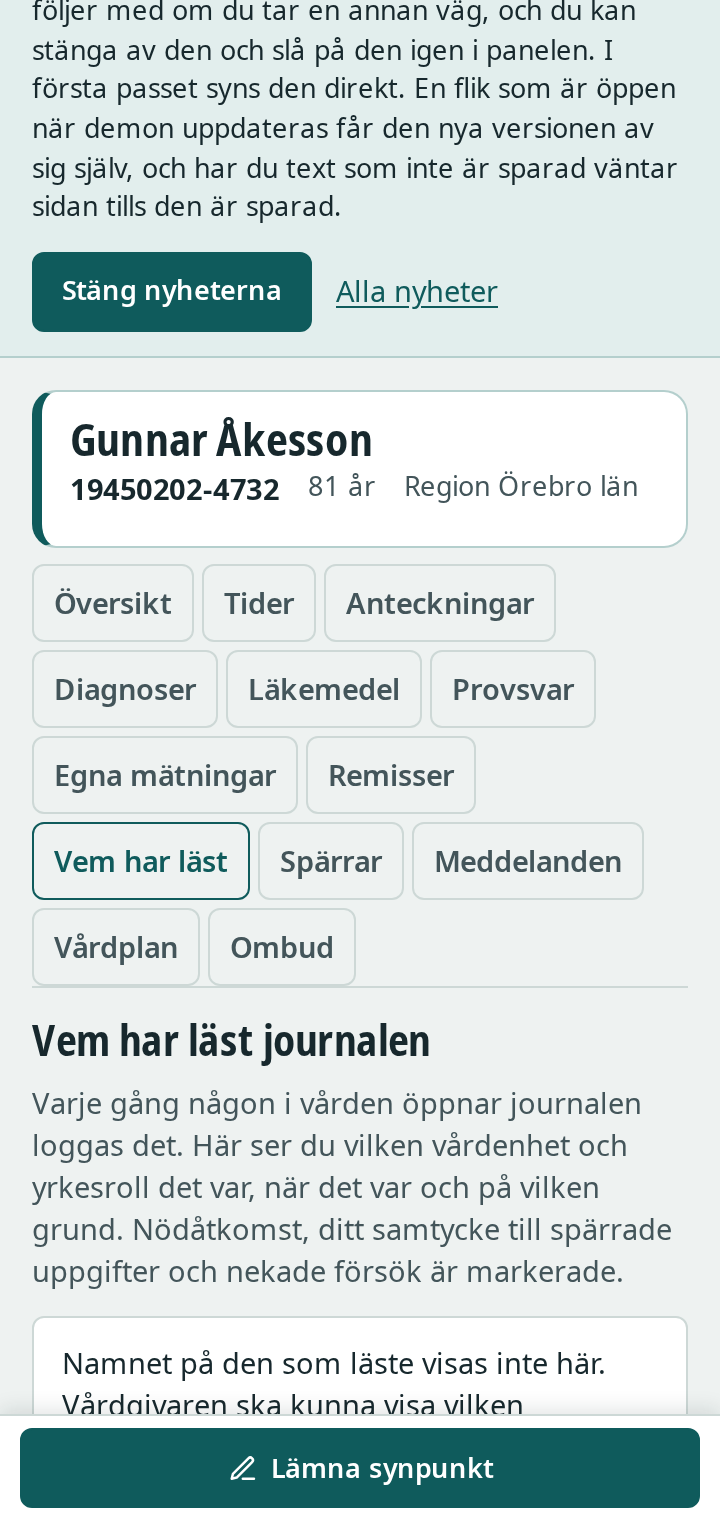 följer med om du tar en annan väg, och du kan
stänga av den och slå på den igen i panelen. I
första passet syns den direkt. En flik som är öppen
när demon uppdateras får den nya versionen av
sig själv, och har du text som inte är sparad väntar
sidan tills den är sparad.
Stäng nyheterna Alla nyheter
Gunnar Åkesson
19450202-4732 81 år Region Örebro län
Översikt Tider Anteckningar
Diagnoser Läkemedel Provsvar
Egna mätningar Remisser
Vem har läst Spärrar Meddelanden
Vårdplan Ombud
Vem har läst journalen
Varje gång någon i vården öppnar journalen
loggas det. Här ser du vilken vårdenhet och
yrkesroll det var, när det var och på vilken
grund. Nödåtkomst, ditt samtycke till spärrade
uppgifter och nekade försök är markerade.
Namnet på den som läste visas inte här.
Vårdgivaren ska kunna visa vilken
Lämna synpunkt